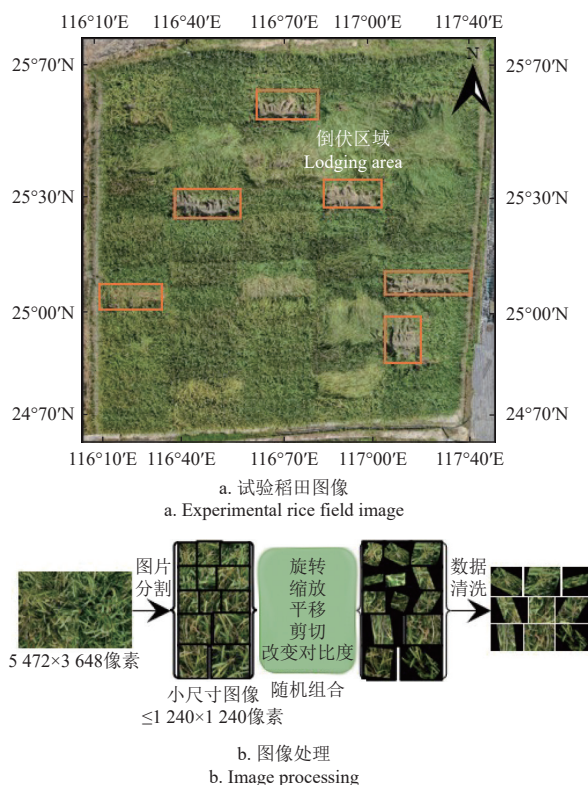 116°10′E 116°40′E 116°70′E 117°00′E 117°40′E
25°70′N 25°70′N
N
倒伏区域
Lodging area
25°30′N 25°30′N
25°00′N 25°00′N
24°70′N 24°70′N
116°10′E 116°40′E 116°70′E 117°00′E 117°40′E
a. 试验稻田图像
a. Experimental rice field image
图片
分割
旋转
缩放
平移
剪切
改变对比度
数据
清洗
5 472×3 648像素
小尺寸图像
≤1 240×1 240像素
随机组合
b. 图像处理
b. Image processing